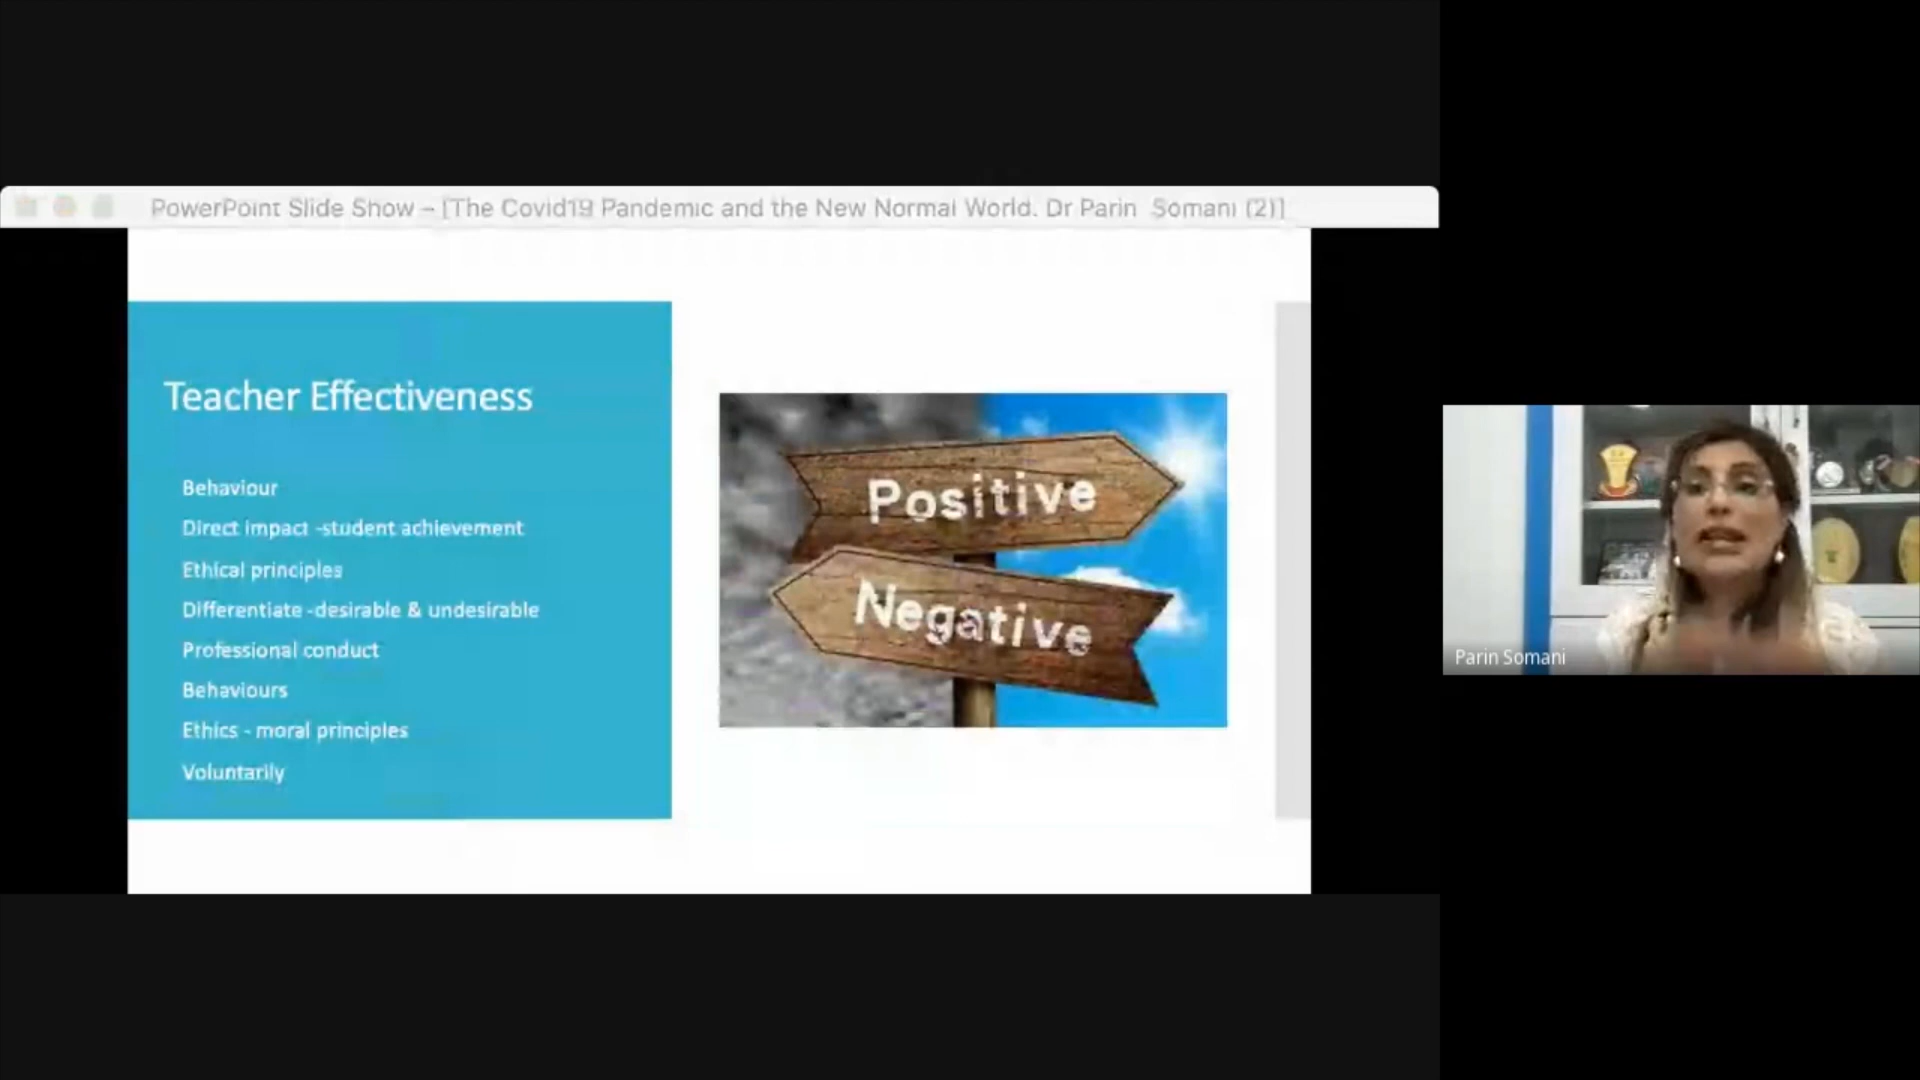 PowerPoint Slide Show – [The Covid19 Pandemic and the New Normal World. Dr Parin Somani (2)]
Teacher Effectiveness
Behaviour
Direct impact -student achievement
Ethical principles
Differentiate -desirable & undesirable
Professional conduct
Behaviours
Ethics - moral principles
Voluntarily
Positive
Negative
Parin Somani